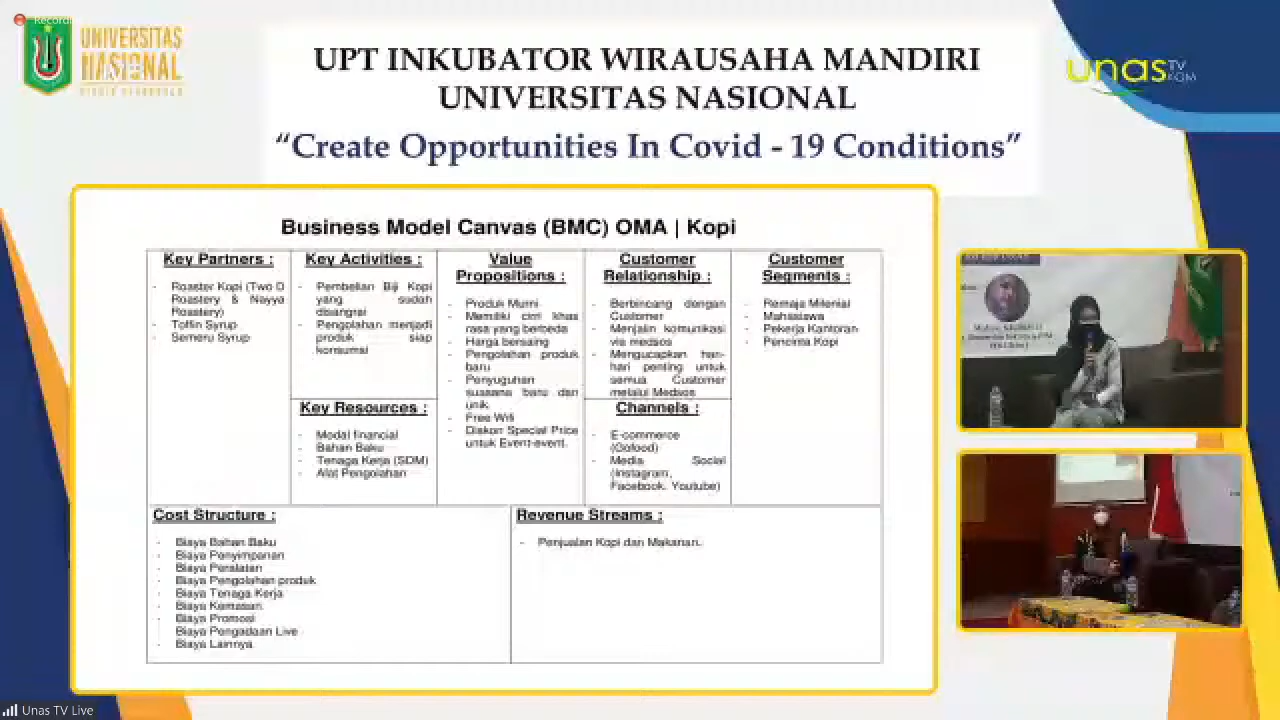 Recordi
UNIVERSITAS
NASIONAL
UPT INKUBATOR WIRAUSAHA MANDIRI
UNIVERSITAS NASIONAL
“Create Opportunities In Covid - 19 Conditions”
unas TV
.COM
Business Model Canvas (BMC) OMA | Kopi
Key Partners :
- Roaster Kopi (Two D
Roastery & Nayya
Roastery)
- Toffin Syrup
- Semeru Syrup
Key Activities :
- Pembelian Biji Kopi
yang sudah
disangrai
- Pengolahan menjadi
produk siap
konsumsi
Key Resources :
- Modal financial
- Bahan Baku
- Tenaga Kerja (SDM)
- Alat Pengolahan
Value
Propositions :
- Produk Murni
- Memiliki ciri khas
rasa yang berbeda
- Harga bersaing
- Pengolahan produk
baru
- Penyuguhan
suasana baru dan
unik
- Free Wifi
- Diskon Special Price
untuk Event-event.
Customer
Relationship :
- Berbincang dengan
Customer
- Menjalin komunikasi
via medsos
- Mengucapkan hari-
hari penting untuk
semua Customer
melalui Medsos
Channels :
- E-commerce
(Gofood)
- Media Social
(Instagram,
Facebook, Youtube)
Customer
Segments :
- Remaja Milenial
- Mahasiswa
- Pekerja Kantoran
- Pencinta Kopi
Cost Structure :
- Biaya Bahan Baku
- Biaya Penyimpanan
- Biaya Peralatan
- Biaya Pengolahan produk
- Biaya Tenaga Kerja
- Biaya Kemasan
- Biaya Promosi
- Biaya Pengadaan Live
- Biaya Lainnya
Revenue Streams :
- Penjualan Kopi dan Makanan.
Unas TV Live